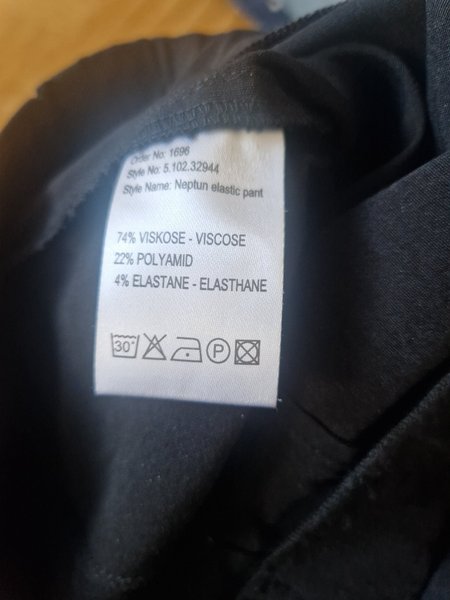 Order No: 1696
Style No: 5.102.32944
Style Name: Neptun elastic pant
74% VISKOSE - VISCOSE
22% POLYAMID
4% ELASTANE - ELASTHANE
30° P